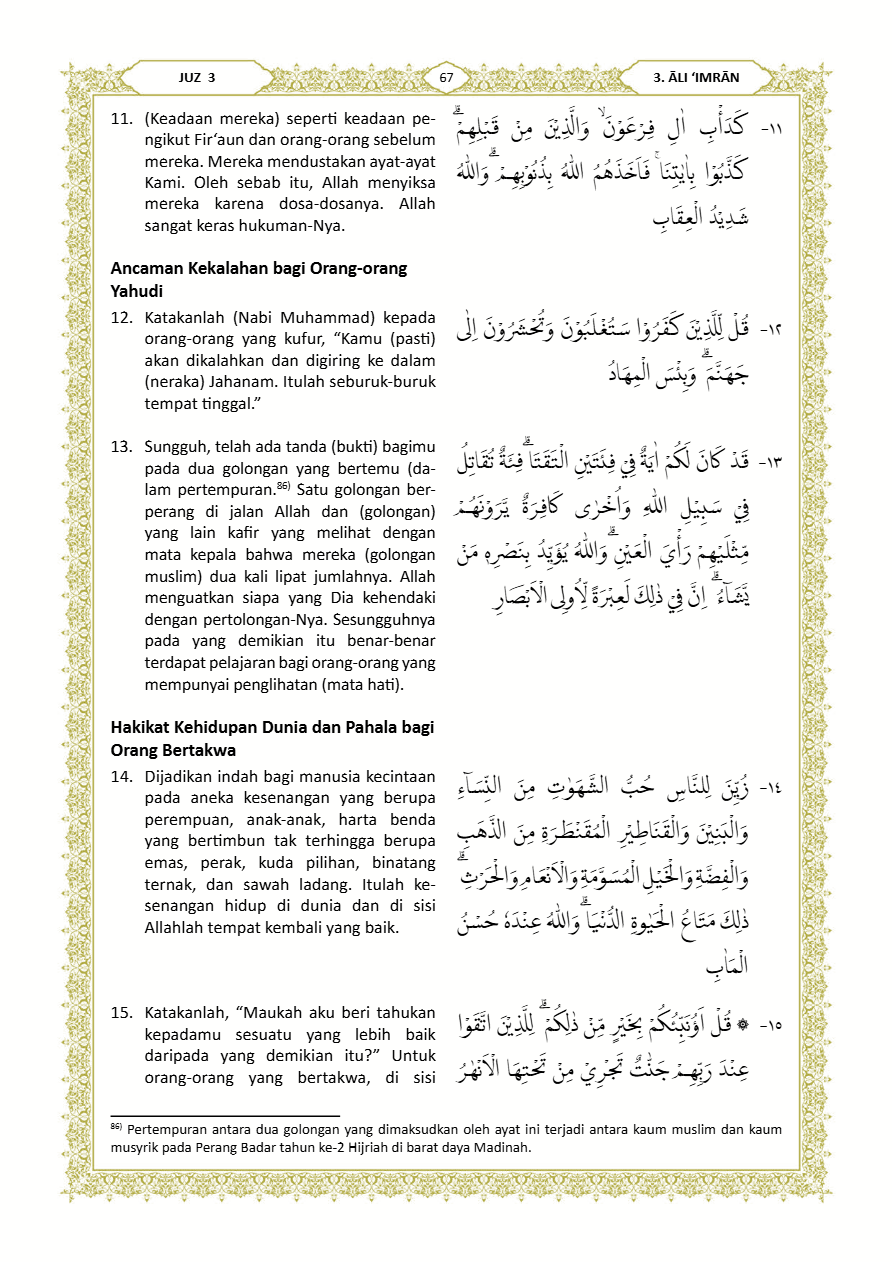 JUZ 3
67
3. ĀLI ‘IMRĀN
11. (Keadaan mereka) seperti keadaan pe-
ngikut Fir‘aun dan orang-orang sebelum
mereka. Mereka mendustakan ayat-ayat
Kami. Oleh sebab itu, Allah menyiksa
mereka karena dosa-dosanya. Allah
sangat keras hukuman-Nya.
١١- كَدَأْبِ اٰلِ فِرْعَوْنَۙ وَالَّذِيْنَ مِنْ قَبْلِهِمْۗ
كَذَّبُوْا بِاٰيٰتِنَاۚ فَاَخَذَهُمُ اللّٰهُ بِذُنُوْبِهِمْۗ وَاللّٰهُ
شَدِيْدُ الْعِقَابِ
Ancaman Kekalahan bagi Orang-orang
Yahudi
12. Katakanlah (Nabi Muhammad) kepada
orang-orang yang kufur, “Kamu (pasti)
akan dikalahkan dan digiring ke dalam
(neraka) Jahanam. Itulah seburuk-buruk
tempat tinggal.”
١٢- قُلْ لِّلَّذِيْنَ كَفَرُوْا سَتُغْلَبُوْنَ وَتُحْشَرُوْنَ اِلٰى
جَهَنَّمَۗ وَبِئْسَ الْمِهَادُ
13. Sungguh, telah ada tanda (bukti) bagimu
pada dua golongan yang bertemu (da-
lam pertempuran.⁸⁶⁾ Satu golongan ber-
perang di jalan Allah dan (golongan)
yang lain kafir yang melihat dengan
mata kepala bahwa mereka (golongan
muslim) dua kali lipat jumlahnya. Allah
menguatkan siapa yang Dia kehendaki
dengan pertolongan-Nya. Sesungguhnya
pada yang demikian itu benar-benar
terdapat pelajaran bagi orang-orang yang
mempunyai penglihatan (mata hati).
١٣- قَدْ كَانَ لَكُمْ اٰيَةٌ فِيْ فِئَتَيْنِ الْتَقَتَاۗ فِئَةٌ تُقَاتِلُ
فِيْ سَبِيْلِ اللّٰهِ وَاُخْرٰى كَافِرَةٌ يَّرَوْنَهُمْ
مِّثْلَيْهِمْ رَأْيَ الْعَيْنِۗ وَاللّٰهُ يُؤَيِّدُ بِنَصْرِهٖ مَنْ
يَّشَاۤءُۗ اِنَّ فِيْ ذٰلِكَ لَعِبْرَةً لِّاُولِى الْاَبْصَارِ
Hakikat Kehidupan Dunia dan Pahala bagi
Orang Bertakwa
14. Dijadikan indah bagi manusia kecintaan
pada aneka kesenangan yang berupa
perempuan, anak-anak, harta benda
yang bertimbun tak terhingga berupa
emas, perak, kuda pilihan, binatang
ternak, dan sawah ladang. Itulah ke-
senangan hidup di dunia dan di sisi
Allahlah tempat kembali yang baik.
١٤- زُيِّنَ لِلنَّاسِ حُبُّ الشَّهَوٰتِ مِنَ النِّسَاۤءِ
وَالْبَنِيْنَ وَالْقَنَاطِيْرِ الْمُقَنْطَرَةِ مِنَ الذَّهَبِ
وَالْفِضَّةِ وَالْخَيْلِ الْمُسَوَّمَةِ وَالْاَنْعَامِ وَالْحَرْثِۗ
ذٰلِكَ مَتَاعُ الْحَيٰوةِ الدُّنْيَاۗ وَاللّٰهُ عِنْدَهٗ حُسْنُ
الْمَاٰبِ
15. Katakanlah, “Maukah aku beri tahukan
kepadamu sesuatu yang lebih baik
daripada yang demikian itu?” Untuk
orang-orang yang bertakwa, di sisi
١٥- ۞ قُلْ اَؤُنَبِّئُكُمْ بِخَيْرٍ مِّنْ ذٰلِكُمْۗ لِلَّذِيْنَ اتَّقَوْا
عِنْدَ رَبِّهِمْ جَنّٰتٌ تَجْرِيْ مِنْ تَحْتِهَا الْاَنْهٰرُ
⁸⁶⁾ Pertempuran antara dua golongan yang dimaksudkan oleh ayat ini terjadi antara kaum muslim dan kaum
musyrik pada Perang Badar tahun ke-2 Hijriah di barat daya Madinah.